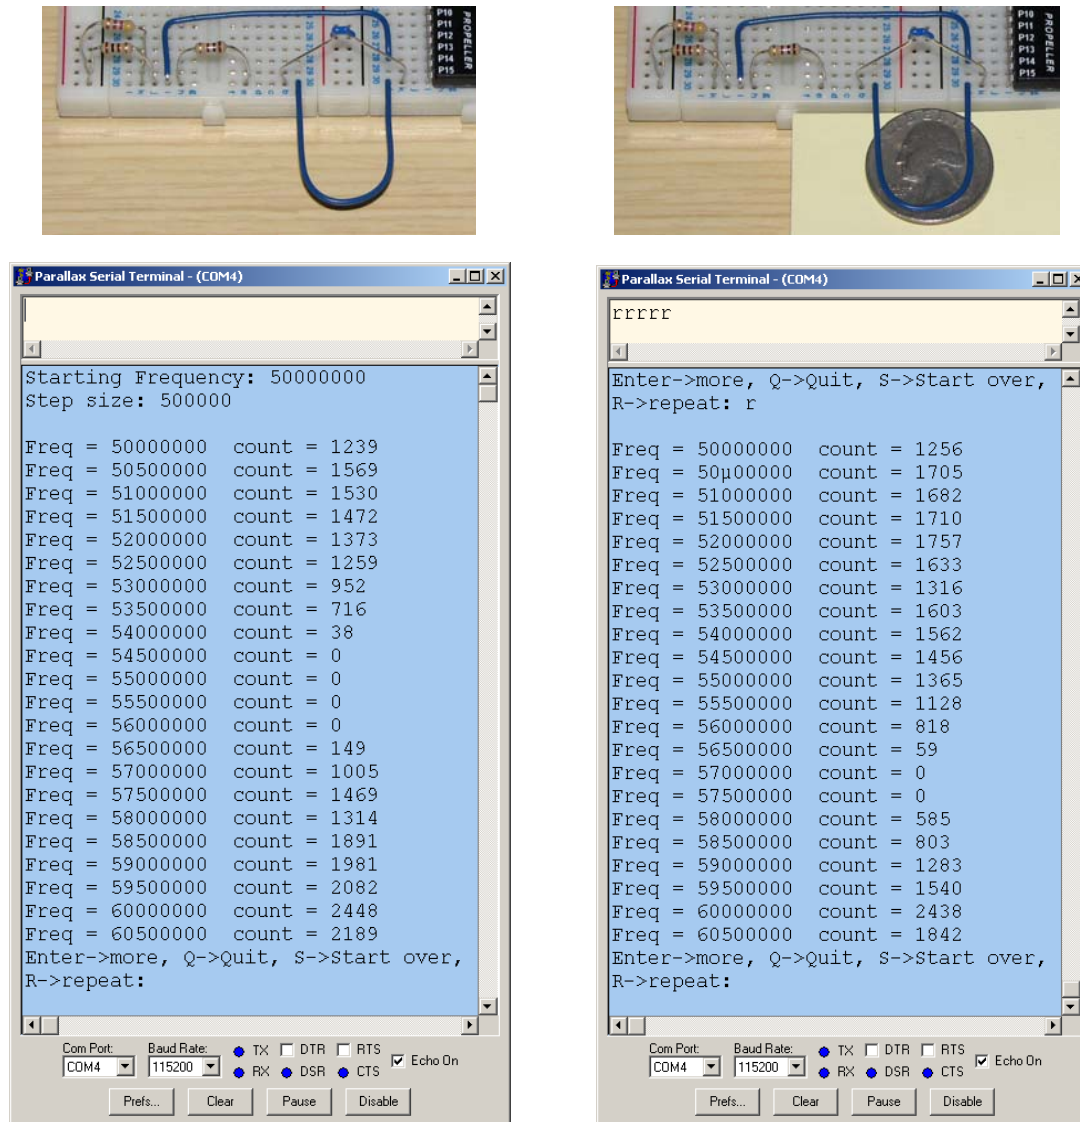 P10
P11
P12
P13
P14
P15
PROPELLER
P10
P11
P12
P13
P14
P15
PROPELLER
Parallax Serial Terminal - (COM4)
Starting Frequency: 50000000
Step size: 500000
Freq = 50000000 count = 1239
Freq = 50500000 count = 1569
Freq = 51000000 count = 1530
Freq = 51500000 count = 1472
Freq = 52000000 count = 1373
Freq = 52500000 count = 1259
Freq = 53000000 count = 952
Freq = 53500000 count = 716
Freq = 54000000 count = 38
Freq = 54500000 count = 0
Freq = 55000000 count = 0
Freq = 55500000 count = 0
Freq = 56000000 count = 0
Freq = 56500000 count = 149
Freq = 57000000 count = 1005
Freq = 57500000 count = 1469
Freq = 58000000 count = 1314
Freq = 58500000 count = 1891
Freq = 59000000 count = 1981
Freq = 59500000 count = 2082
Freq = 60000000 count = 2448
Freq = 60500000 count = 2189
Enter->more, Q->Quit, S->Start over,
R->repeat:
Com Port: Baud Rate: TX DTR RTS
COM4 115200 RX DSR CTS Echo On
Prefs... Clear Pause Disable
Parallax Serial Terminal - (COM4)
rrrrr
Enter->more, Q->Quit, S->Start over,
R->repeat: r
Freq = 50000000 count = 1256
Freq = 50µ00000 count = 1705
Freq = 51000000 count = 1682
Freq = 51500000 count = 1710
Freq = 52000000 count = 1757
Freq = 52500000 count = 1633
Freq = 53000000 count = 1316
Freq = 53500000 count = 1603
Freq = 54000000 count = 1562
Freq = 54500000 count = 1456
Freq = 55000000 count = 1365
Freq = 55500000 count = 1128
Freq = 56000000 count = 818
Freq = 56500000 count = 59
Freq = 57000000 count = 0
Freq = 57500000 count = 0
Freq = 58000000 count = 585
Freq = 58500000 count = 803
Freq = 59000000 count = 1283
Freq = 59500000 count = 1540
Freq = 60000000 count = 2438
Freq = 60500000 count = 1842
Enter->more, Q->Quit, S->Start over,
R->repeat:
Com Port: Baud Rate: TX DTR RTS
COM4 115200 RX DSR CTS Echo On
Prefs... Clear Pause Disable